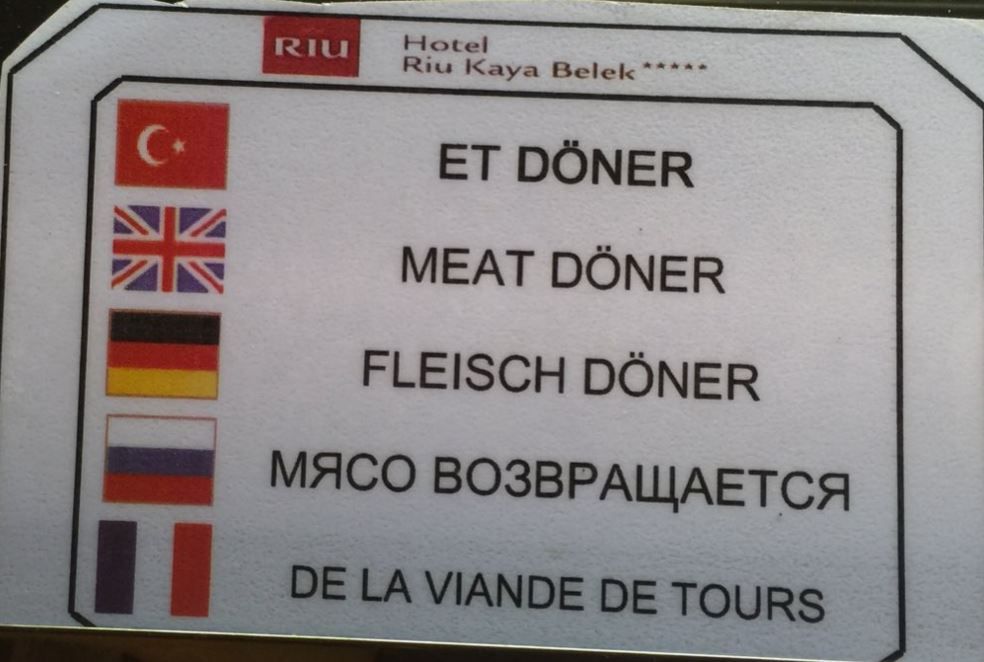 RIU
Hotel
Riu Kaya Belek *****
ET DÖNER
MEAT DÖNER
FLEISCH DÖNER
МЯСО ВОЗВРАЩАЕТСЯ
DE LA VIANDE DE TOURS